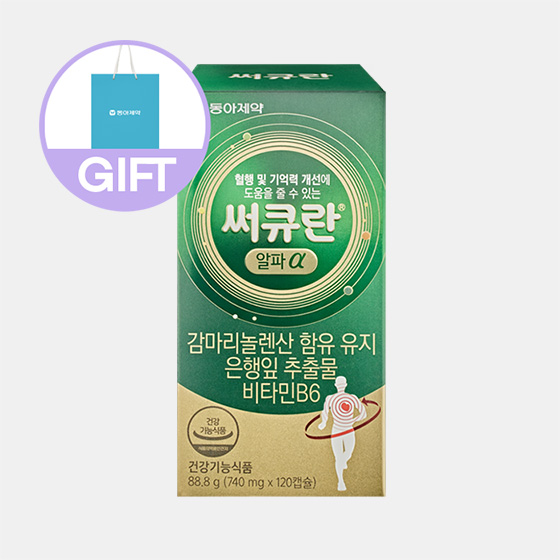 동아제약
GIFT
써큐란
동아제약
혈행 및 기억력 개선에
도움을 줄 수 있는
써큐란®
알파 α
감마리놀렌산 함유 유지
은행잎 추출물
비타민B6
건강
기능식품
건강기능식품
88.8 g (740 mg x 120캡슐)